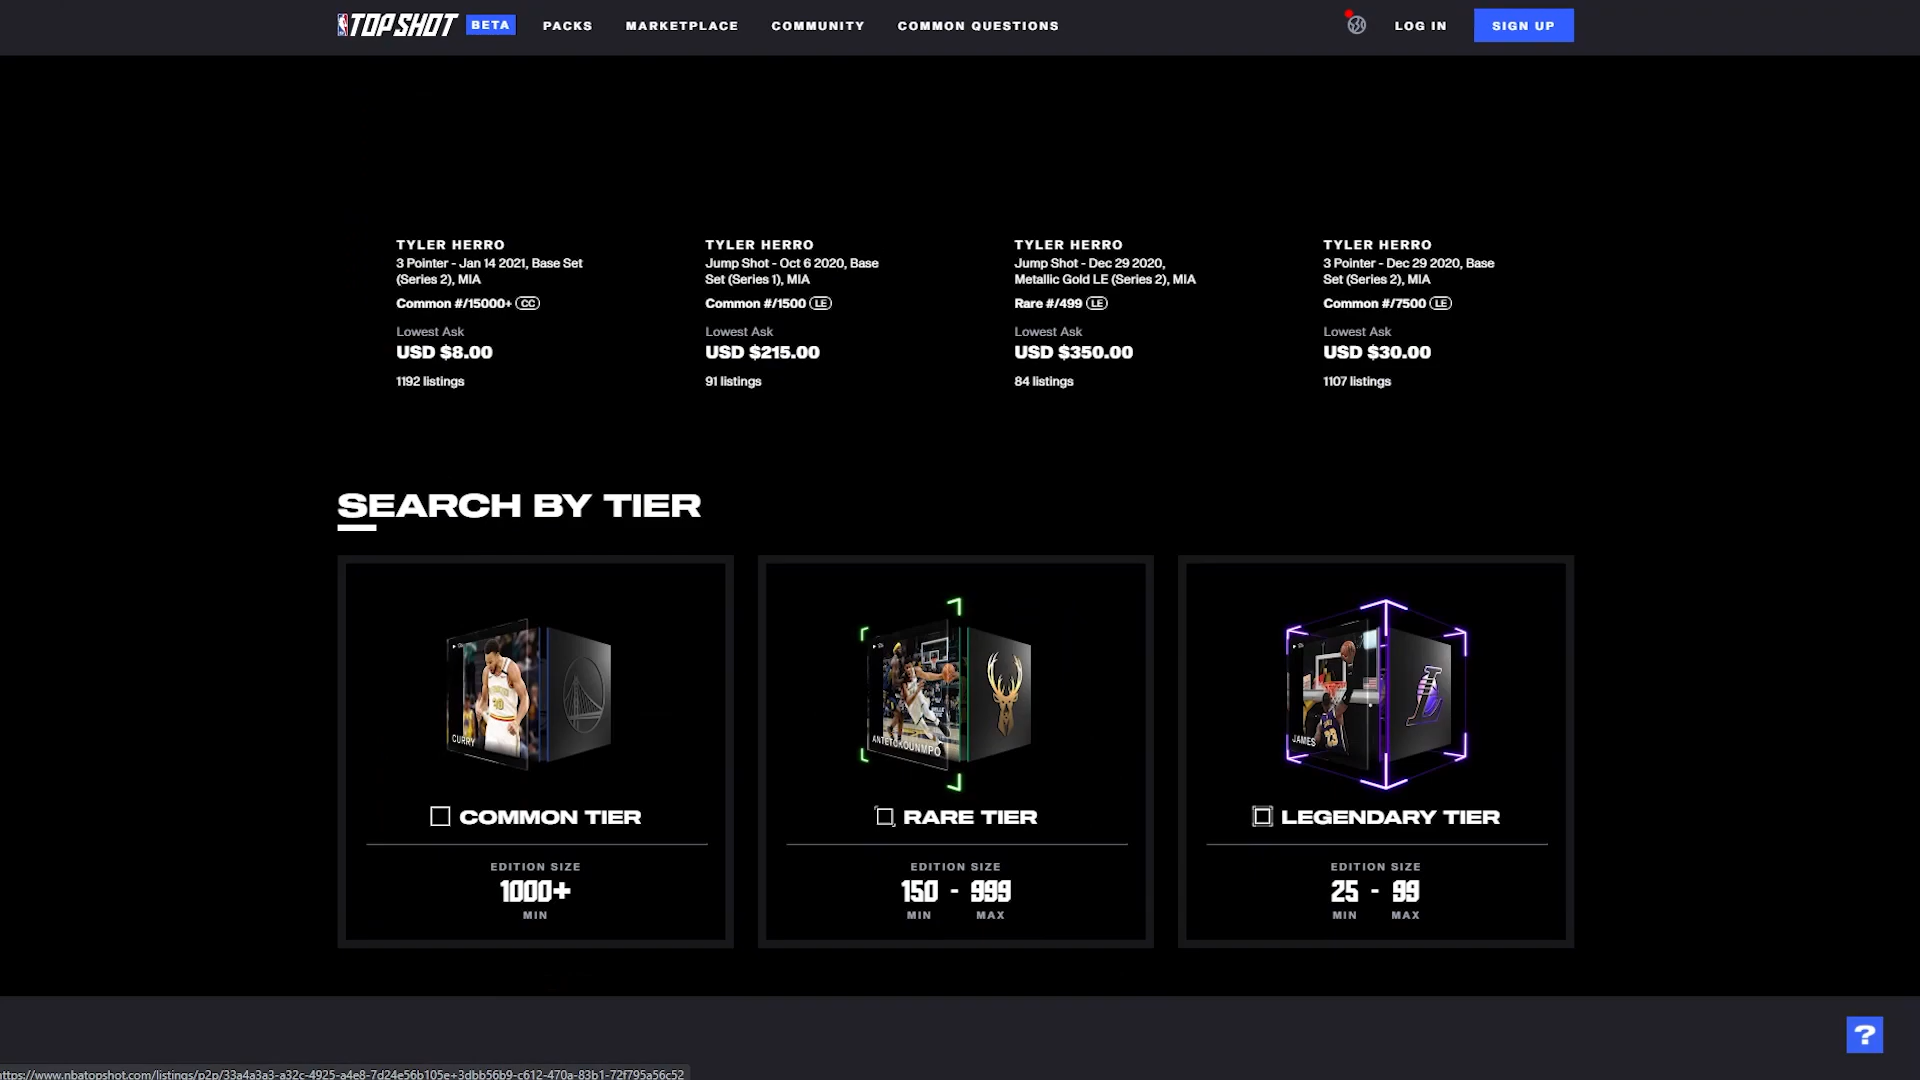 TOP SHOT BETA PACKS MARKETPLACE COMMUNITY COMMON QUESTIONS LOG IN SIGN UP
TYLER HERRO
3 Pointer - Jan 14 2021, Base Set
(Series 2), MIA
Common #/15000+ CC
Lowest Ask
USD $8.00
1192 listings
TYLER HERRO
Jump Shot - Oct 6 2020, Base
Set (Series 1), MIA
Common #/1500 LE
Lowest Ask
USD $215.00
91 listings
TYLER HERRO
Jump Shot - Dec 29 2020,
Metallic Gold LE (Series 2), MIA
Rare #/499 LE
Lowest Ask
USD $350.00
84 listings
TYLER HERRO
3 Pointer - Dec 29 2020, Base
Set (Series 2), MIA
Common #/7500 LE
Lowest Ask
USD $30.00
1107 listings
SEARCH BY TIER
CURRY
COMMON TIER
EDITION SIZE
1000+
MIN
ANTETOKOUNMPO
RARE TIER
EDITION SIZE
150 - 999
MIN MAX
JAMES
23
LEGENDARY TIER
EDITION SIZE
25 - 99
MIN MAX
?
ttps://www.nbatopshot.com/listings/p2p/33a4a3a3-a32c-4925-a4e8-7d24e56b105e+3dbb56b9-c612-470a-83b1-72f795a56c52